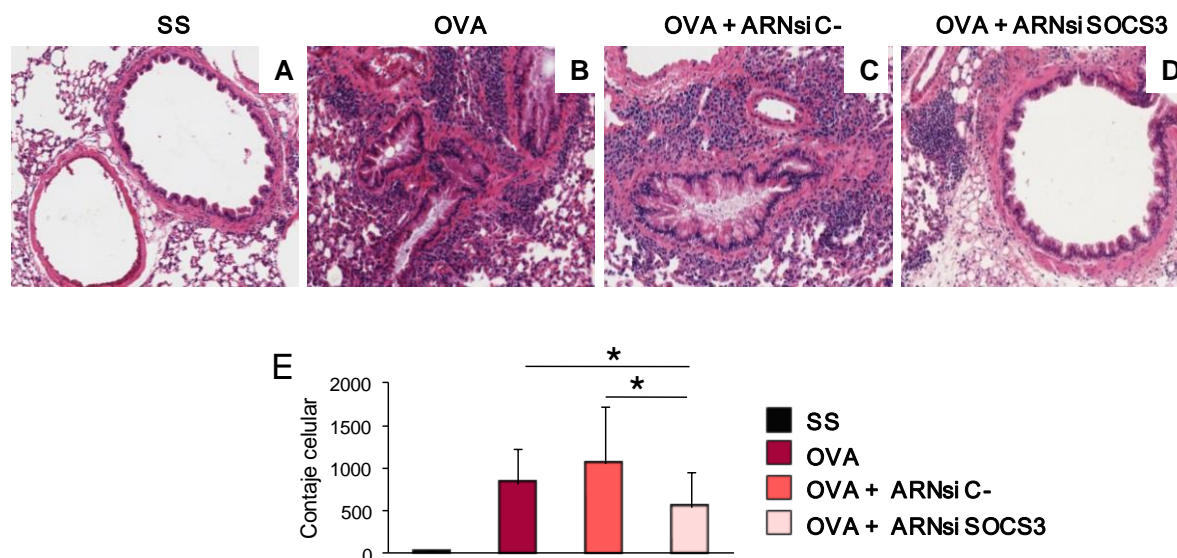 SS OVA OVA + ARNsi C- OVA + ARNsi SOCS3
A B C D
E
*
*
Contaje celular
2000
1500
1000
500
0
SS
OVA
OVA + ARNsi C-
OVA + ARNsi SOCS3